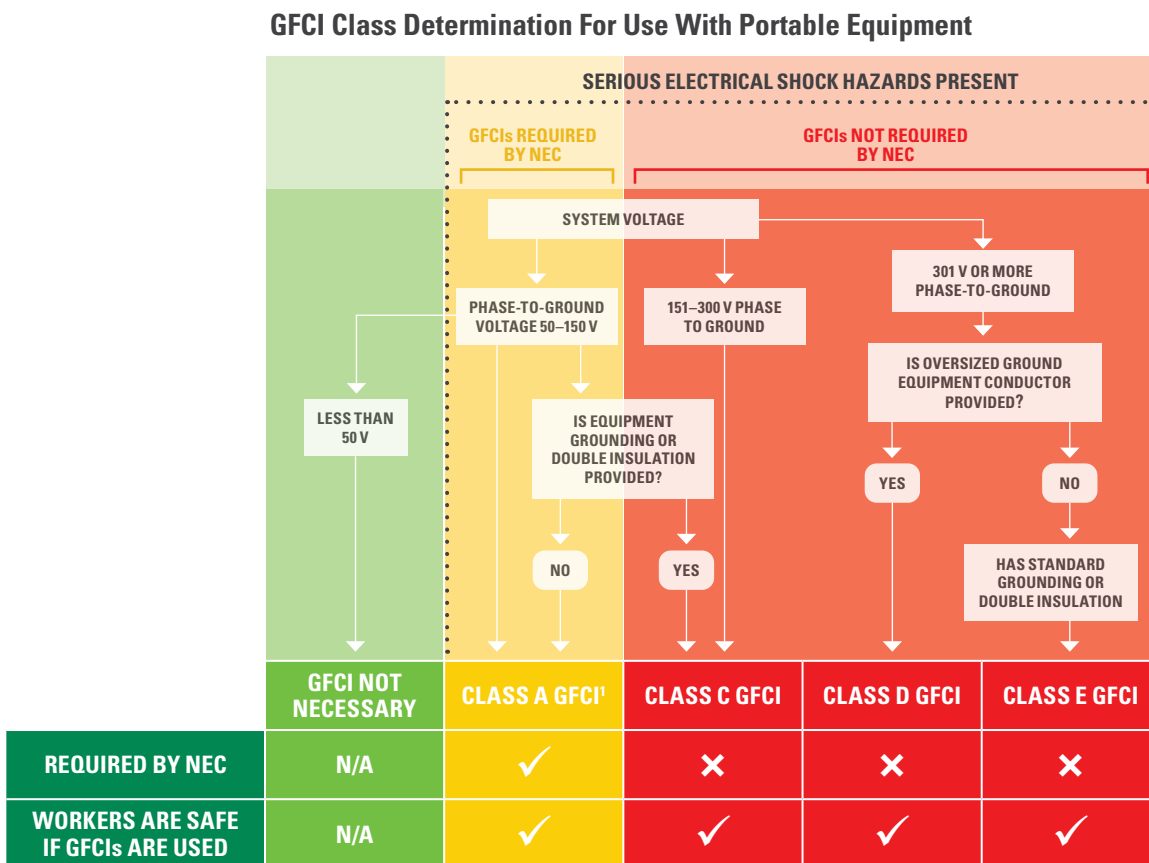 GFCI Class Determination For Use With Portable Equipment
SERIOUS ELECTRICAL SHOCK HAZARDS PRESENT
GFCIs REQUIRED
BY NEC
GFCIs NOT REQUIRED
BY NEC
SYSTEM VOLTAGE
301 V OR MORE
PHASE-TO-GROUND
PHASE-TO-GROUND
VOLTAGE 50–150 V
151–300 V PHASE
TO GROUND
IS OVERSIZED GROUND
EQUIPMENT CONDUCTOR
PROVIDED?
LESS THAN
50 V
IS EQUIPMENT
GROUNDING OR
DOUBLE INSULATION
PROVIDED?
YES
NO
NO
YES
HAS STANDARD
GROUNDING OR
DOUBLE INSULATION
GFCI NOT
NECESSARY
CLASS A GFCI¹
CLASS C GFCI
CLASS D GFCI
CLASS E GFCI
REQUIRED BY NEC
N/A
✓
×
×
×
WORKERS ARE SAFE
IF GFCIs ARE USED
N/A
✓
✓
✓
✓